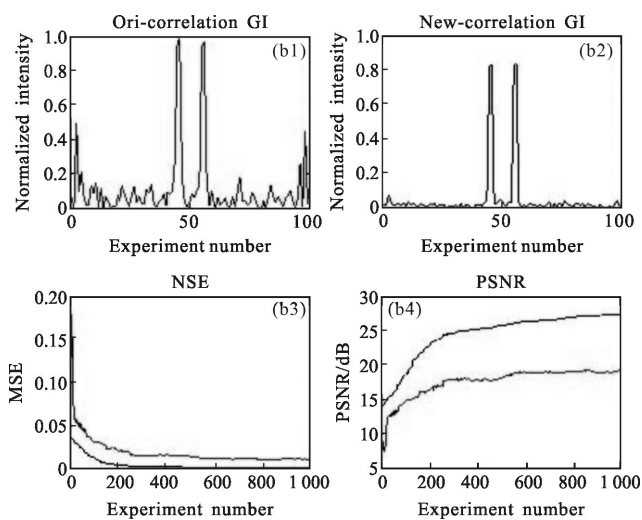 Ori-correlation GI
New-correlation GI
(b1)
(b2)
Normalized intensity
1.0
0.8
0.6
0.4
0.2
0
0
50
100
Experiment number
Normalized intensity
1.0
0.8
0.6
0.4
0.2
0
0
50
100
Experiment number
NSE
(b3)
MSE
0.20
0.15
0.10
0.05
0
0
200
400
600
800
1 000
Experiment number
PSNR
(b4)
PSNR/dB
30
25
20
15
10
5
0
200
400
600
800
1 000
Experiment number